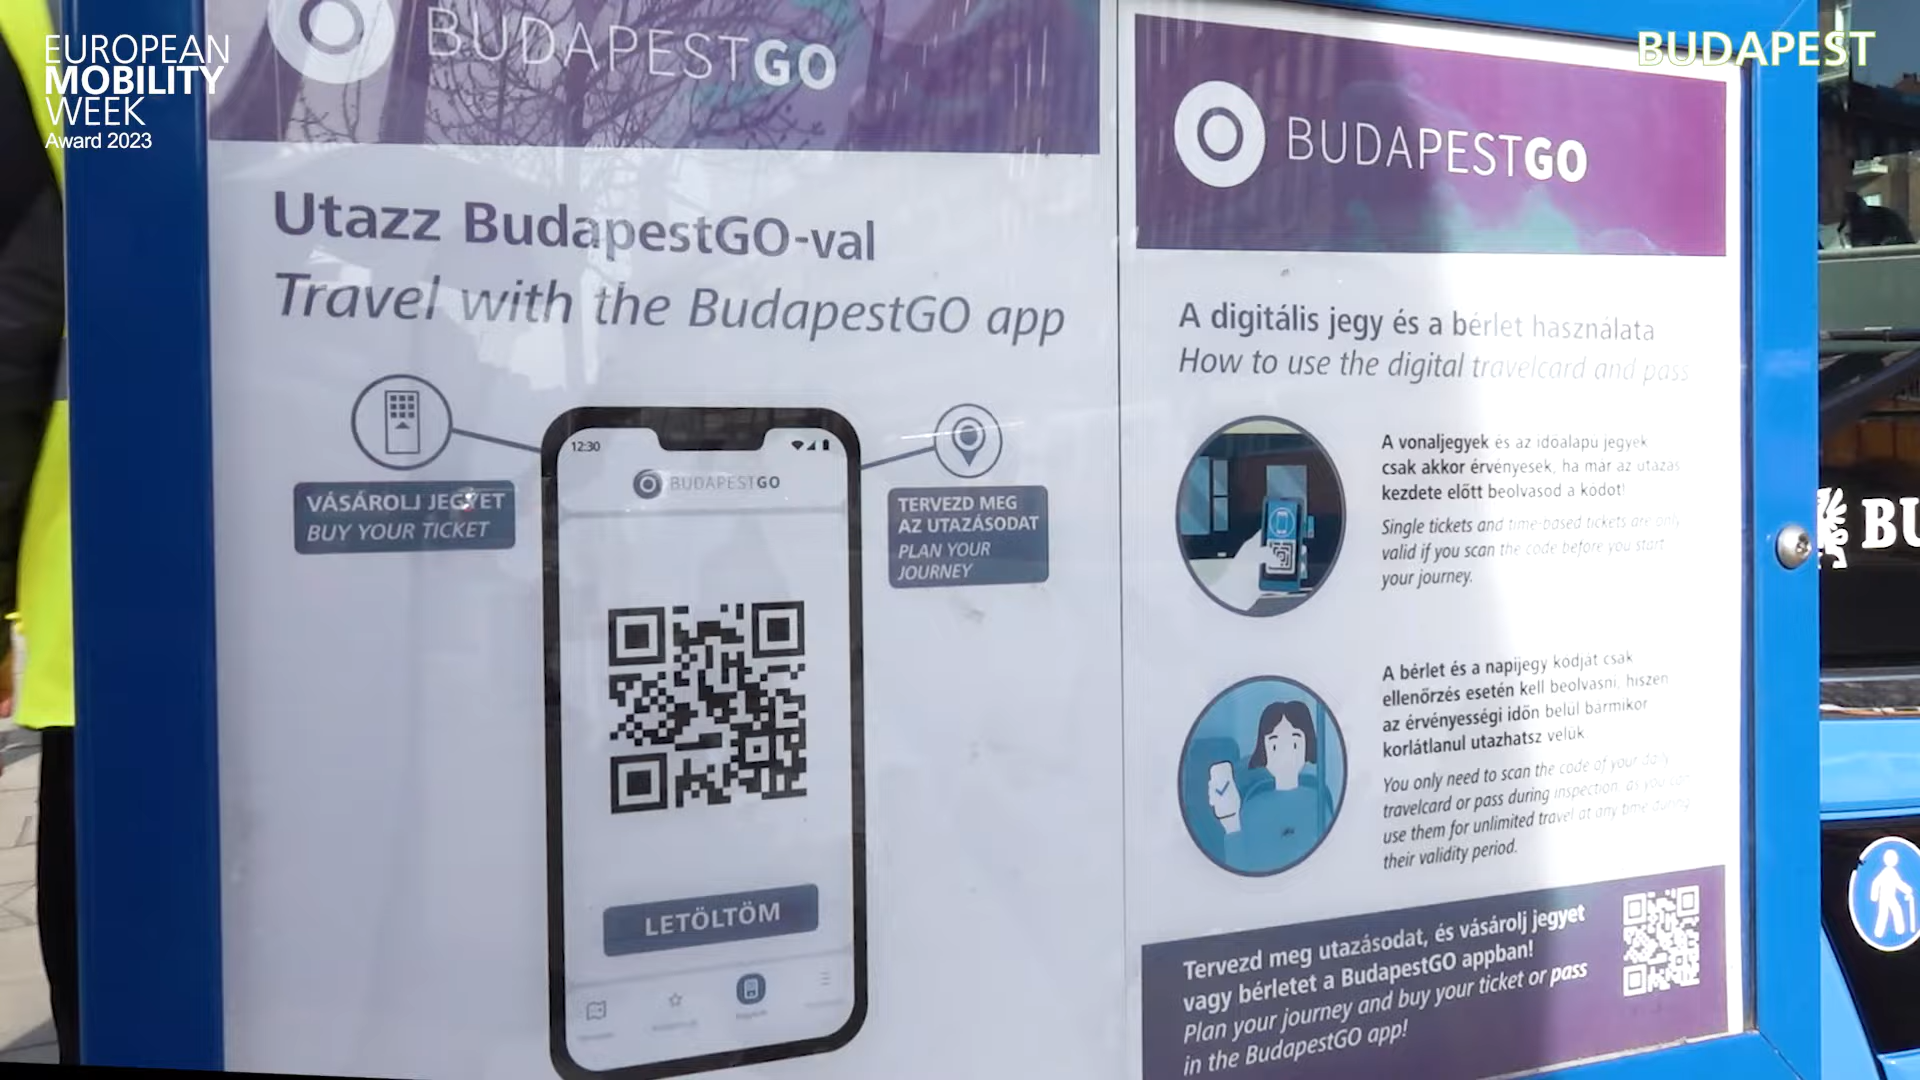 EUROPEAN
MOBILITY
WEEK
Award 2023
BUDAPEST
BUDAPESTGO
Utazz BudapestGO-val
Travel with the BudapestGO app
VÁSÁROLJ JEGYET
BUY YOUR TICKET
12:30
BUDAPESTGO
TERVEZD MEG
AZ UTAZÁSODAT
PLAN YOUR
JOURNEY
LETÖLTÖM
BUDAPESTGO
A digitális jegy és a bérlet használata
How to use the digital travelcard and pass
A vonaljegyek és az időalapú jegyek
csak akkor érvényesek, ha már az utazás
kezdete előtt beolvasod a kódot!
Single tickets and time-based tickets are only
valid if you scan the code before you start
your journey.
A bérlet és a napijegy kódját csak
ellenőrzés esetén kell beolvasni, hiszen
az érvényességi időn belül bármikor
korlátlanul utazhatsz velük
You only need to scan the code of your daily
travelcard or pass during inspection, as you can
use them for unlimited travel at any time during
their validity period.
Tervezd meg utazásodat, és vásárolj jegyet
vagy bérletet a BudapestGO appban!
Plan your journey and buy your ticket or pass
in the BudapestGO app!
BU